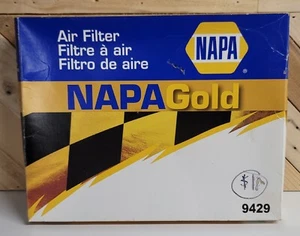 Air Filter
Filtre à air
Filtro de aire
NAPA
NAPAGold
9429